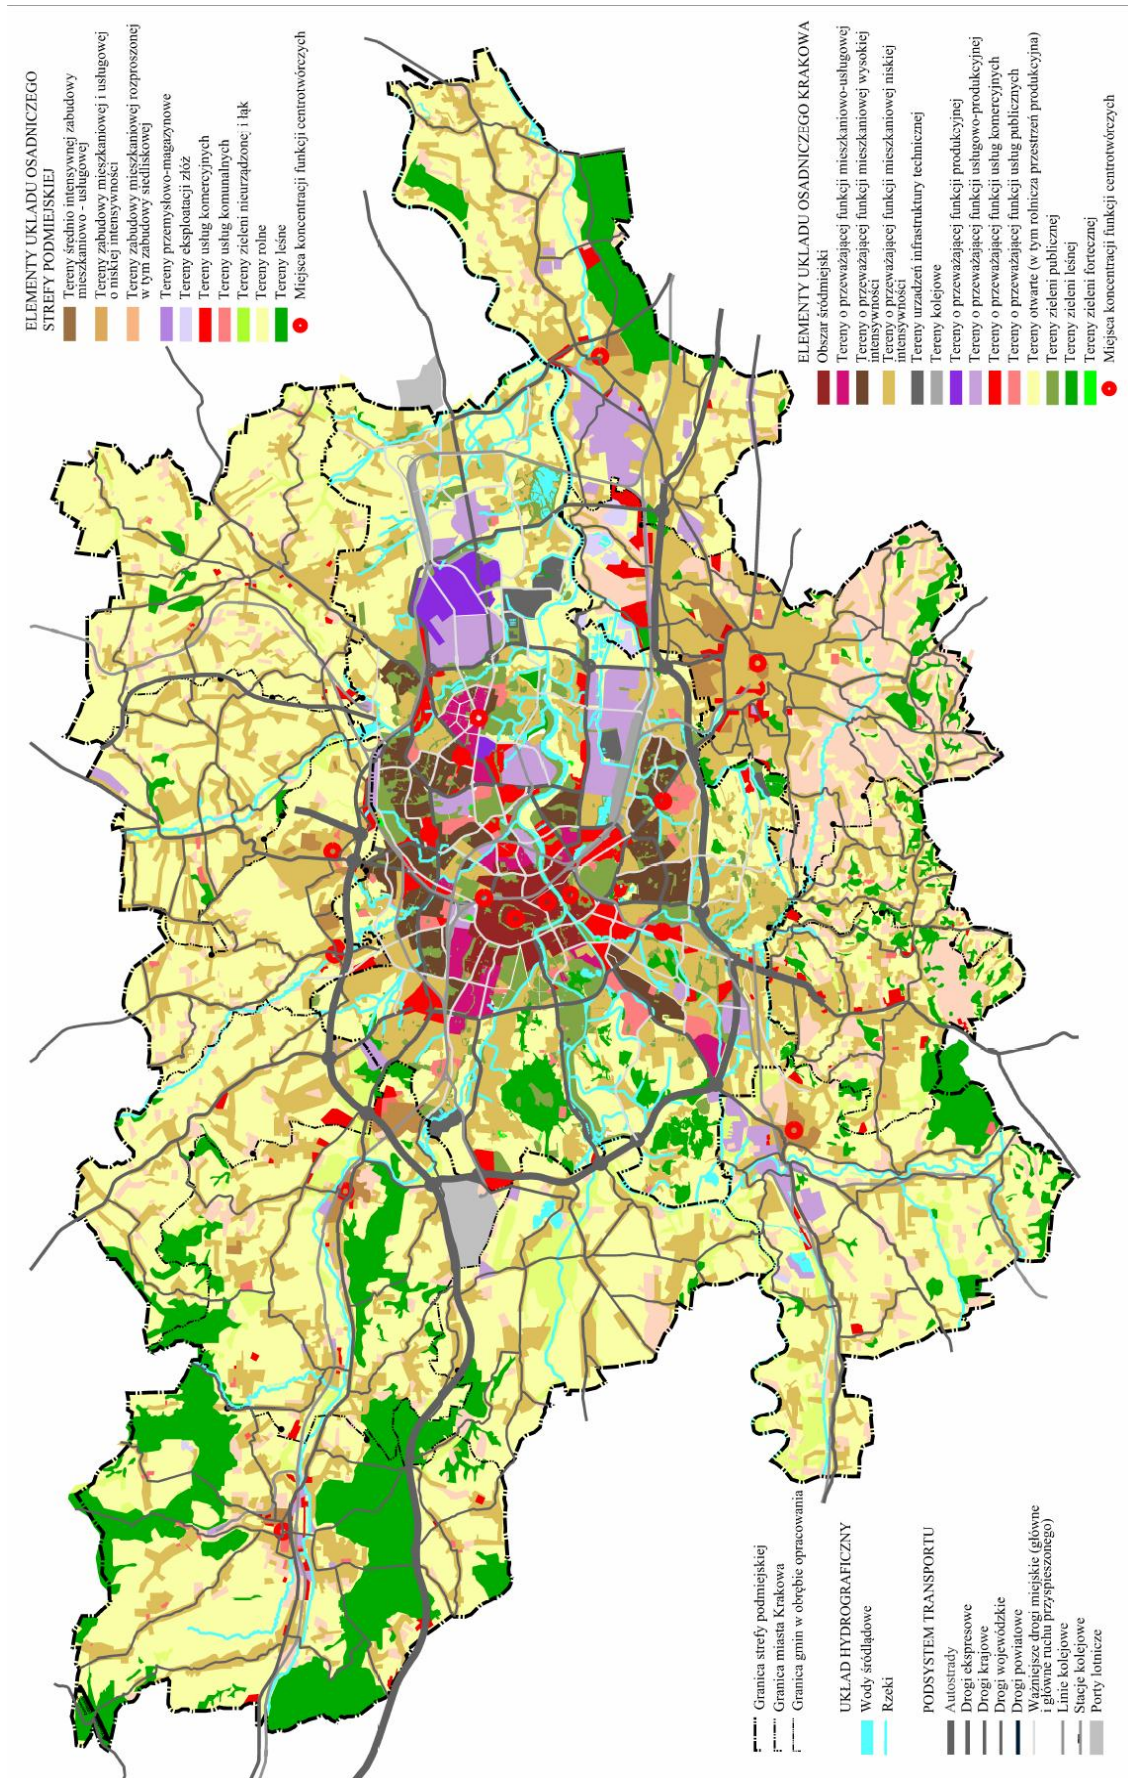 ELEMENTY UKŁADU OSADNICZEGO
STREFY PODMIEJSKIEJ
Tereny średnio intensywnej zabudowy
mieszkaniowo - usługowej
Tereny zabudowy mieszkaniowej i usługowej
o niskiej intensywności
Tereny zabudowy mieszkaniowej rozproszonej
w tym zabudowy siedliskowej
Tereny przemysłowo-magazynowe
Tereny eksploatacji złóż
Tereny usług komercyjnych
Tereny usług komunalnych
Tereny zieleni nieurządzonej i łąk
Tereny rolne
Tereny leśne
Miejsca koncentracji funkcji centrotwórczych
ELEMENTY UKŁADU OSADNICZEGO KRAKOWA
Obszar śródmiejski
Tereny o przeważającej funkcji mieszkaniowo-usługowej
Tereny o przeważającej funkcji mieszkaniowej wysokiej
intensywności
Tereny o przeważającej funkcji mieszkaniowej niskiej
intensywności
Tereny urządzeń infrastruktury technicznej
Tereny kolejowe
Tereny o przeważającej funkcji produkcyjnej
Tereny o przeważającej funkcji usługowo-produkcyjnej
Tereny o przeważającej funkcji usług komercyjnych
Tereny o przeważającej funkcji usług publicznych
Tereny otwarte (w tym rolnicza przestrzeń produkcyjna)
Tereny zieleni publicznej
Tereny zieleni leśnej
Tereny zieleni fortecznej
Miejsca koncentracji funkcji centrotwórczych
Granica strefy podmiejskiej
Granica miasta Krakowa
Granica gmin w obrębie opracowania
UKŁAD HYDROGRAFICZNY
Wody śródlądowe
Rzeki
PODSYSTEM TRANSPORTU
Autostrady
Drogi ekspresowe
Drogi krajowe
Drogi wojewódzkie
Drogi powiatowe
Ważniejsze drogi miejskie (główne
i główne ruchu przyspieszonego)
Linie kolejowe
Stacje kolejowe
Porty lotnicze